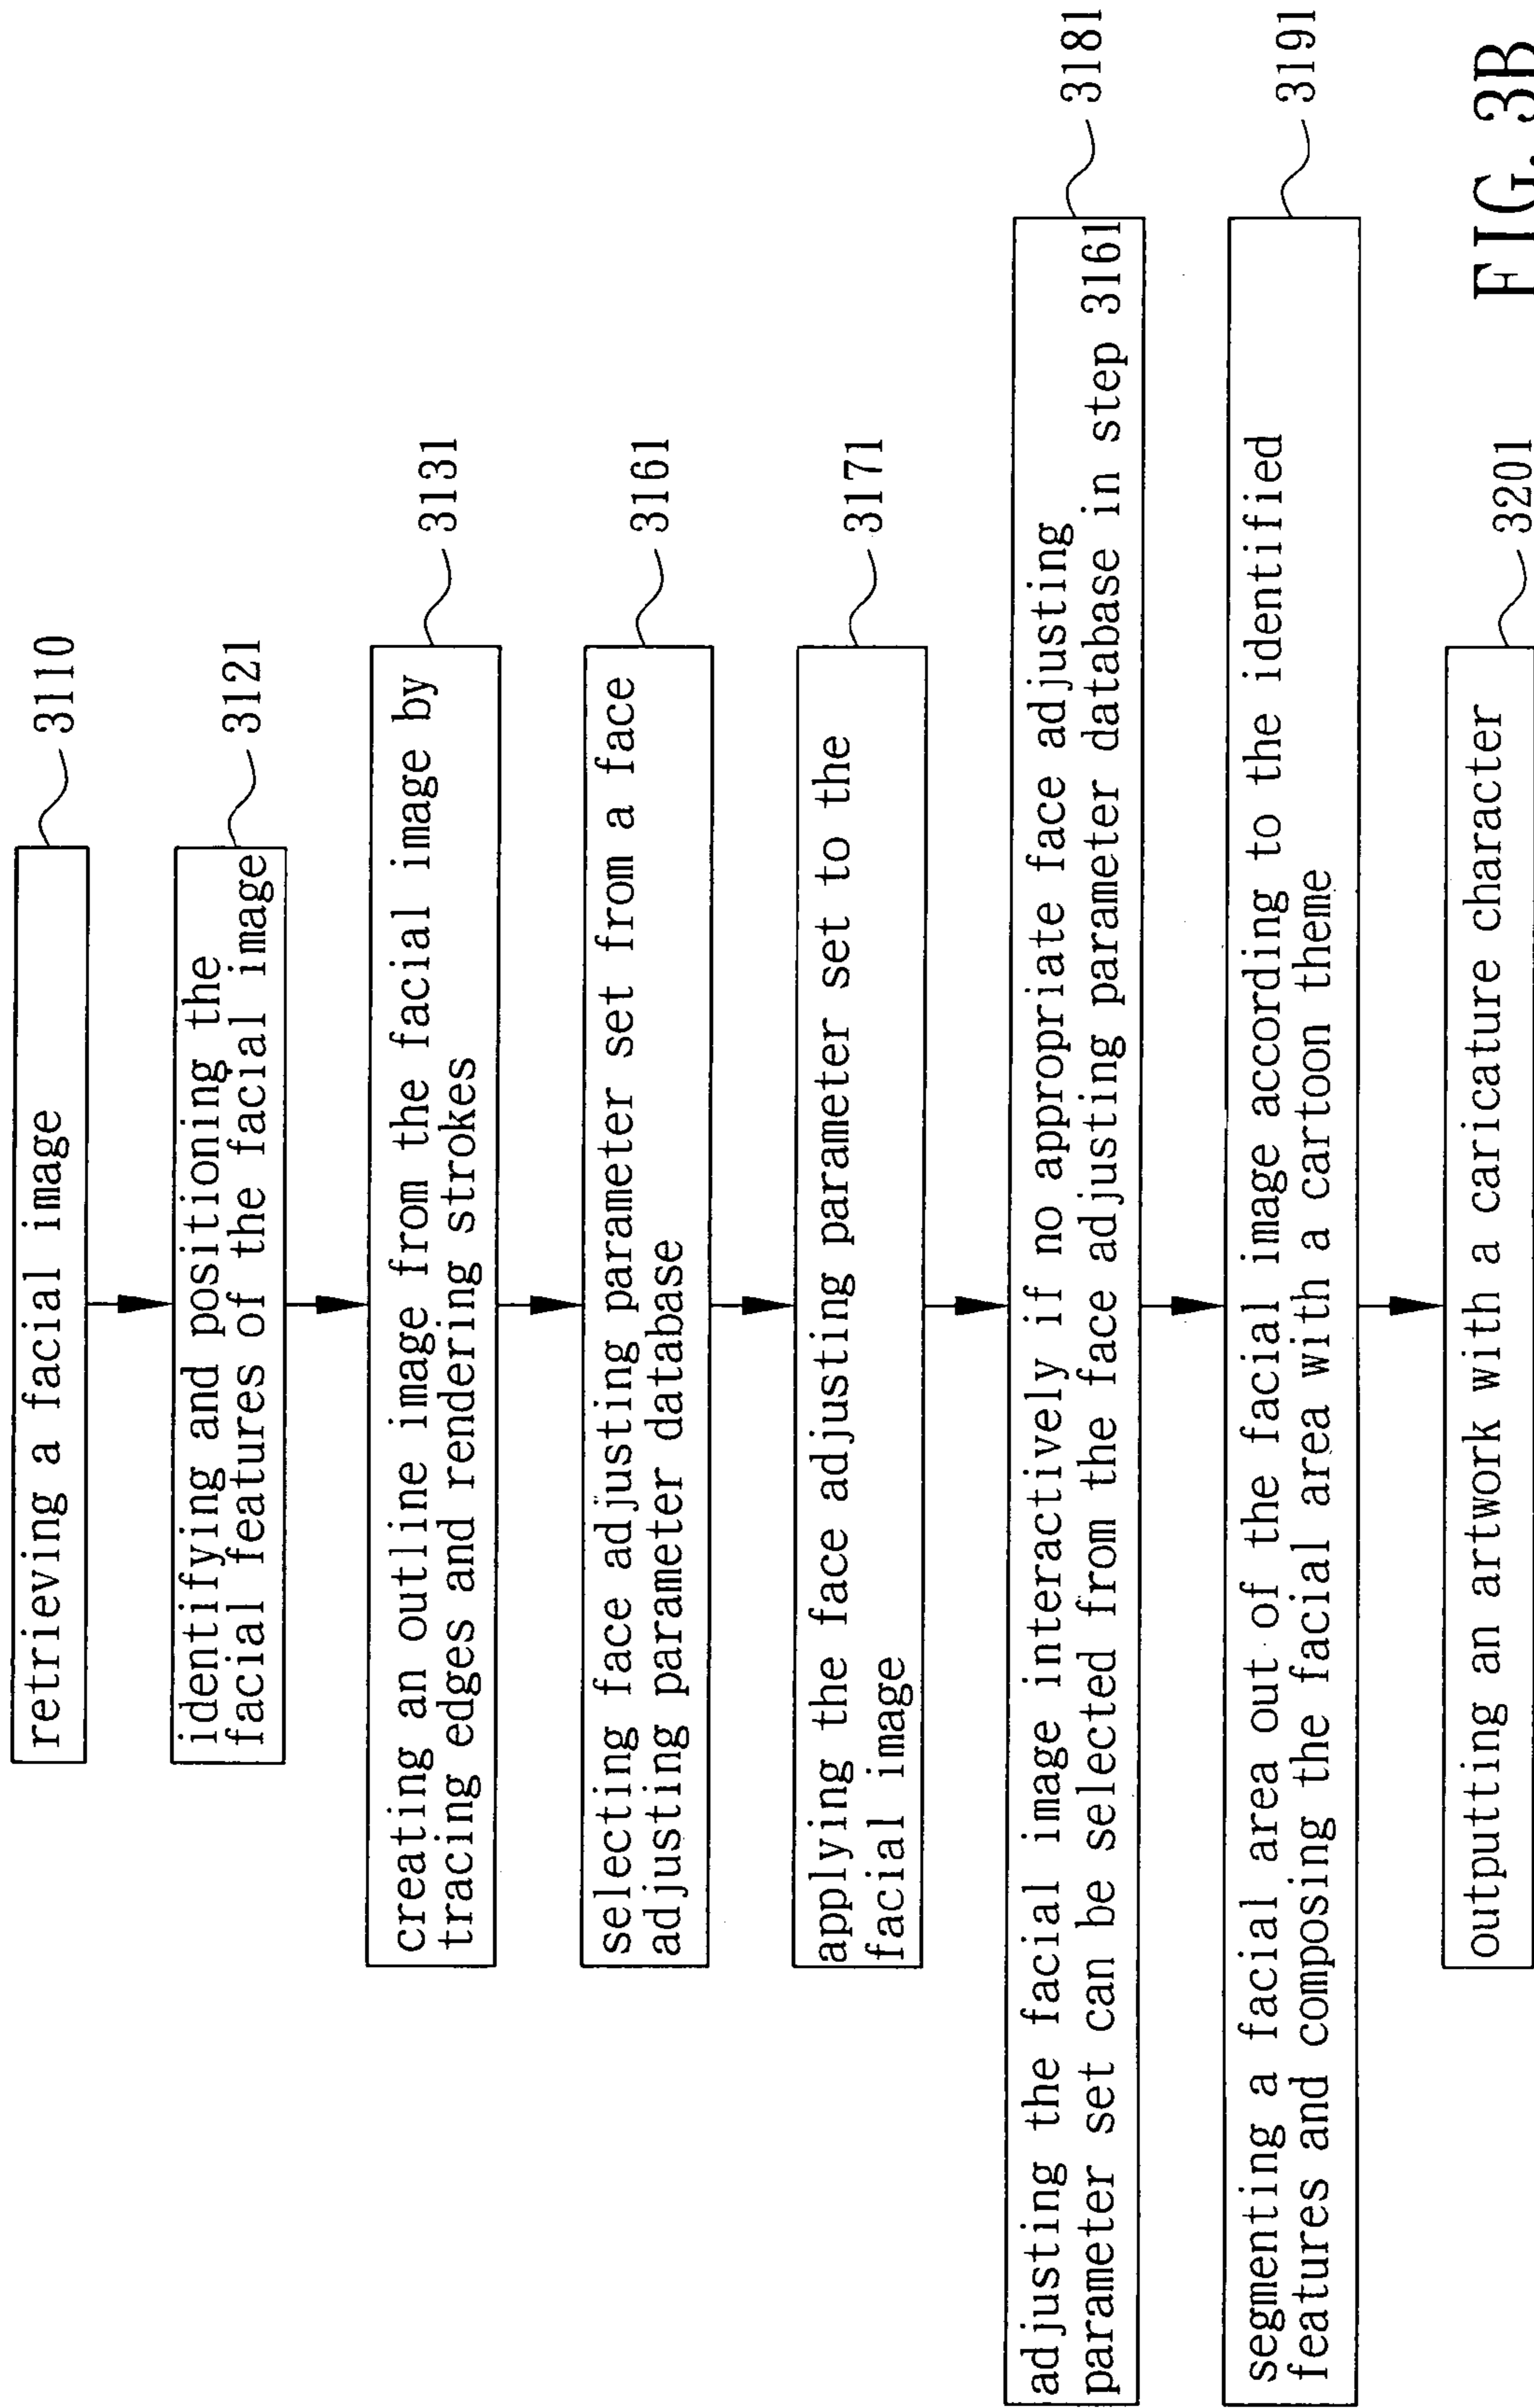 retrieving a facial image
3110
identifying and positioning the
facial features of the facial image
3121
creating an outline image from the facial image by
tracing edges and rendering strokes
3131
selecting face adjusting parameter set from a face
adjusting parameter database
3161
applying the face adjusting parameter set to the
facial image
3171
adjusting the facial image interactively if no appropriate face adjusting
parameter set can be selected from the face adjusting parameter database in step 3161
3181
segmenting a facial area out of the facial image according to the identified
features and composing the facial area with a cartoon theme
3191
outputting an artwork with a caricature character
3201
FIG. 3B